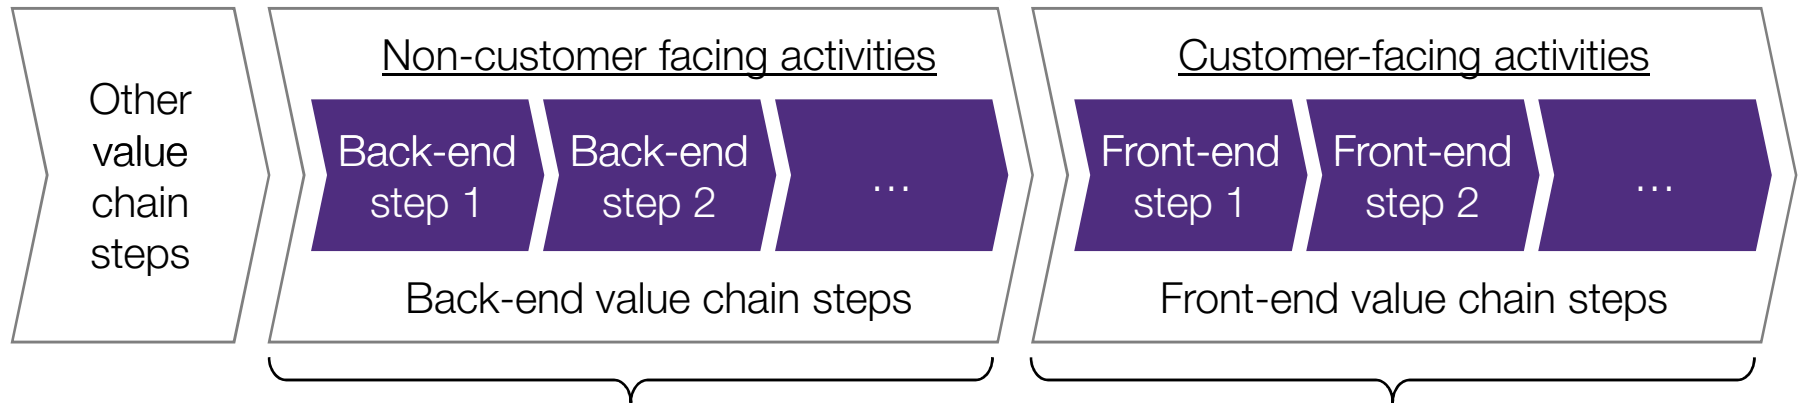 Other
value
chain
steps
Non-customer facing activities
Back-end
step 1
Back-end
step 2
...
Back-end value chain steps
Customer-facing activities
Front-end
step 1
Front-end
step 2
...
Front-end value chain steps